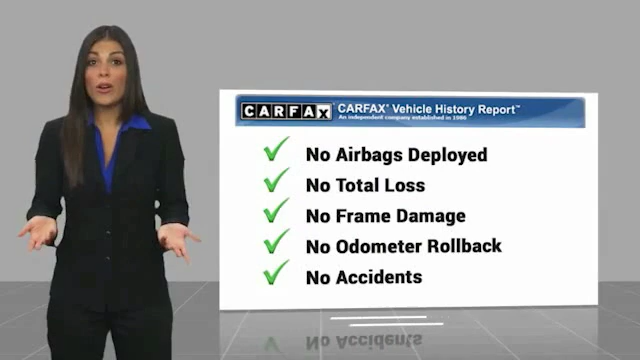 CARFAX CARFAX® Vehicle History Report™
An independent company established in 1986
No Airbags Deployed
No Total Loss
No Frame Damage
No Odometer Rollback
No Accidents